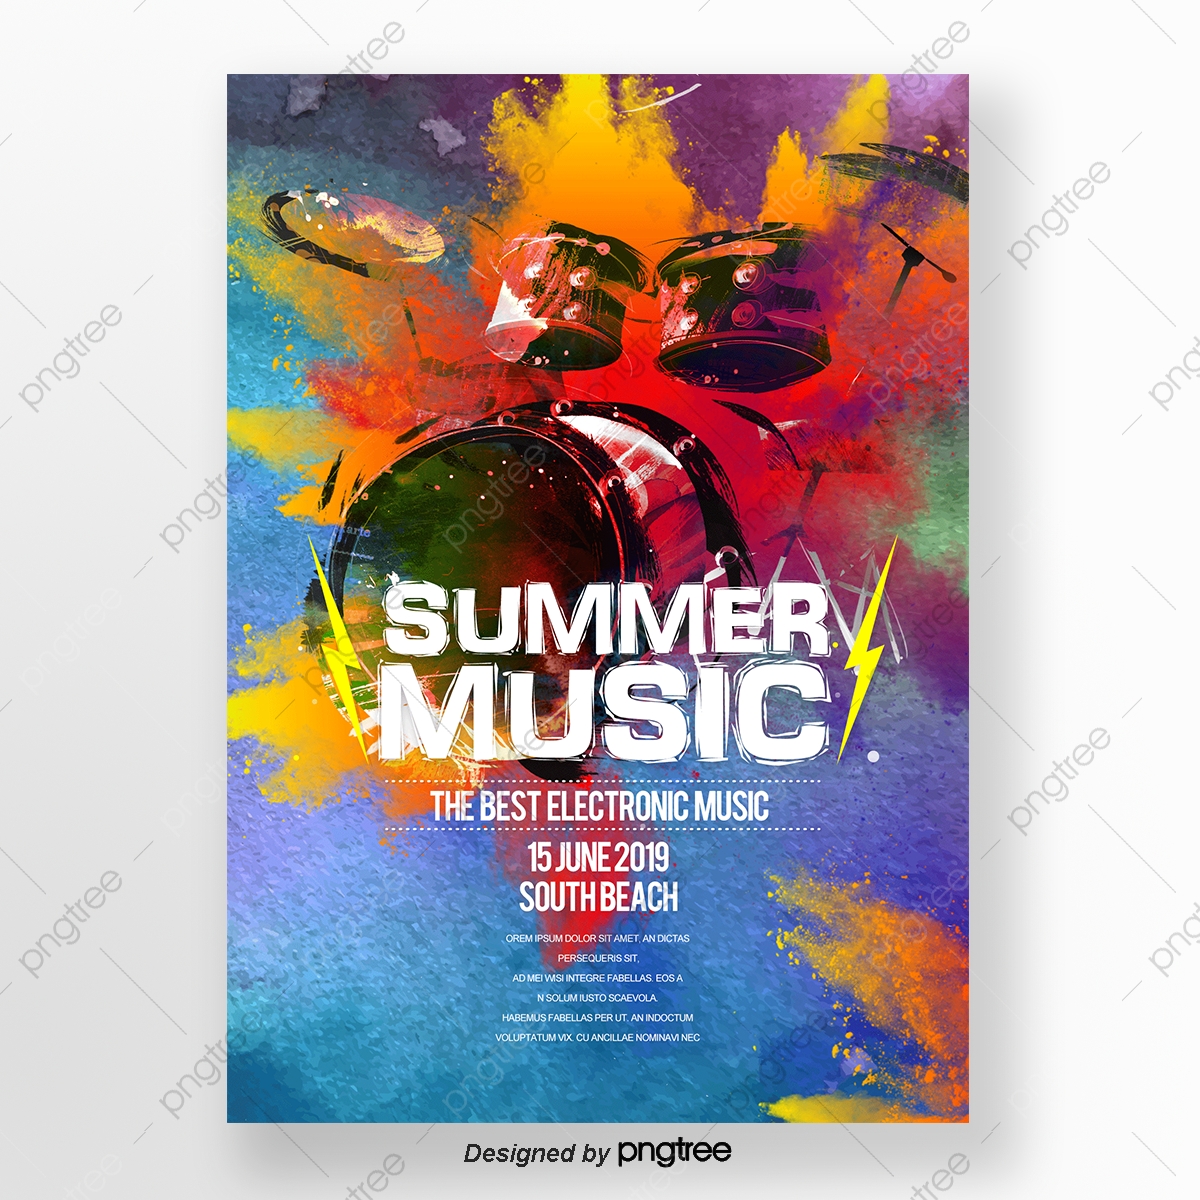 SUMMER
MUSIC
THE BEST ELECTRONIC MUSIC
15 JUNE 2019
SOUTH BEACH
OREM IPSUM DOLOR SIT AMET, AN DICTAS
PERSEQUERIS SIT,
AD MEI WISI INTEGRE FABELLAS. EOS A
N SOLUM IUSTO SCAEVOLA.
HABEMUS FABELLAS PER UT. AN INDOCTUM
VOLUPTATUM VIX. CU ANCILLAE NOMINAVI NEC
Designed by pngtree